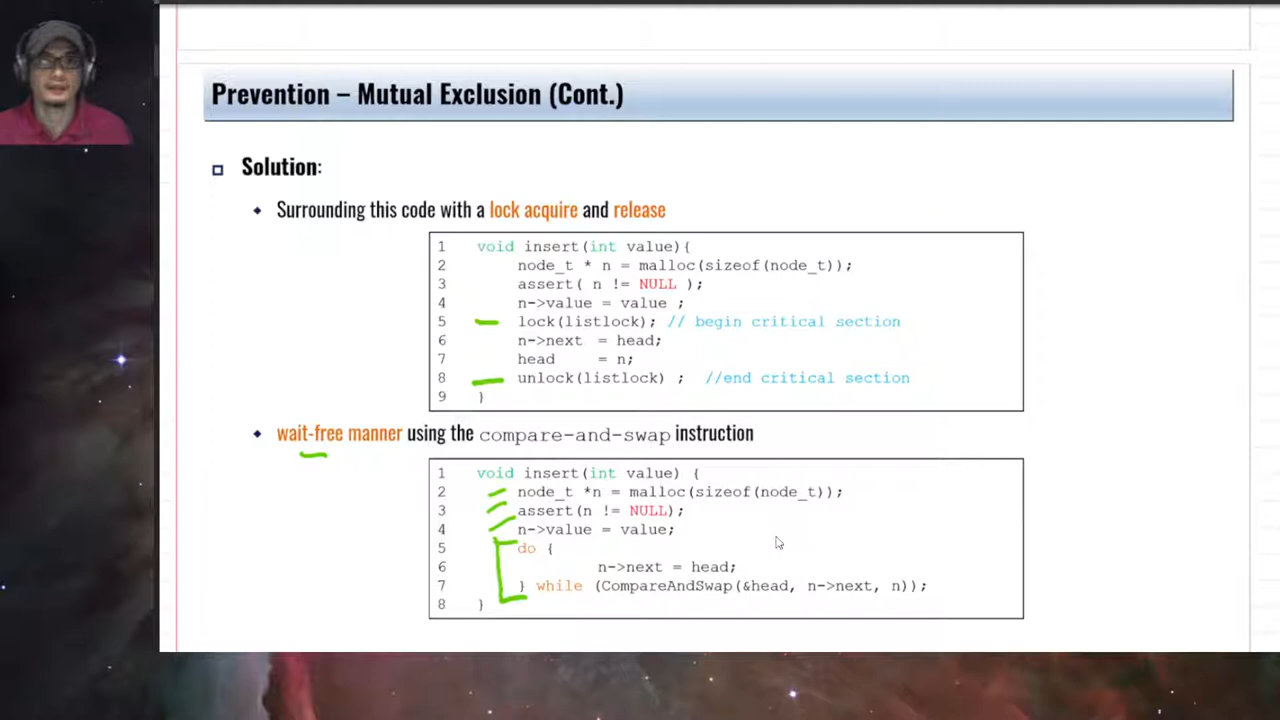 Prevention – Mutual Exclusion (Cont.)
Solution:
Surrounding this code with a lock acquire and release
1 void insert(int value){
2 node_t * n = malloc(sizeof(node_t));
3 assert( n != NULL );
4 n->value = value ;
5 lock(listlock); // begin critical section
6 n->next = head;
7 head = n;
8 unlock(listlock) ; //end critical section
9 }
wait-free manner using the compare-and-swap instruction
1 void insert(int value) {
2 node_t *n = malloc(sizeof(node_t));
3 assert(n != NULL);
4 n->value = value;
5 do {
6 n->next = head;
7 } while (CompareAndSwap(&head, n->next, n));
8 }